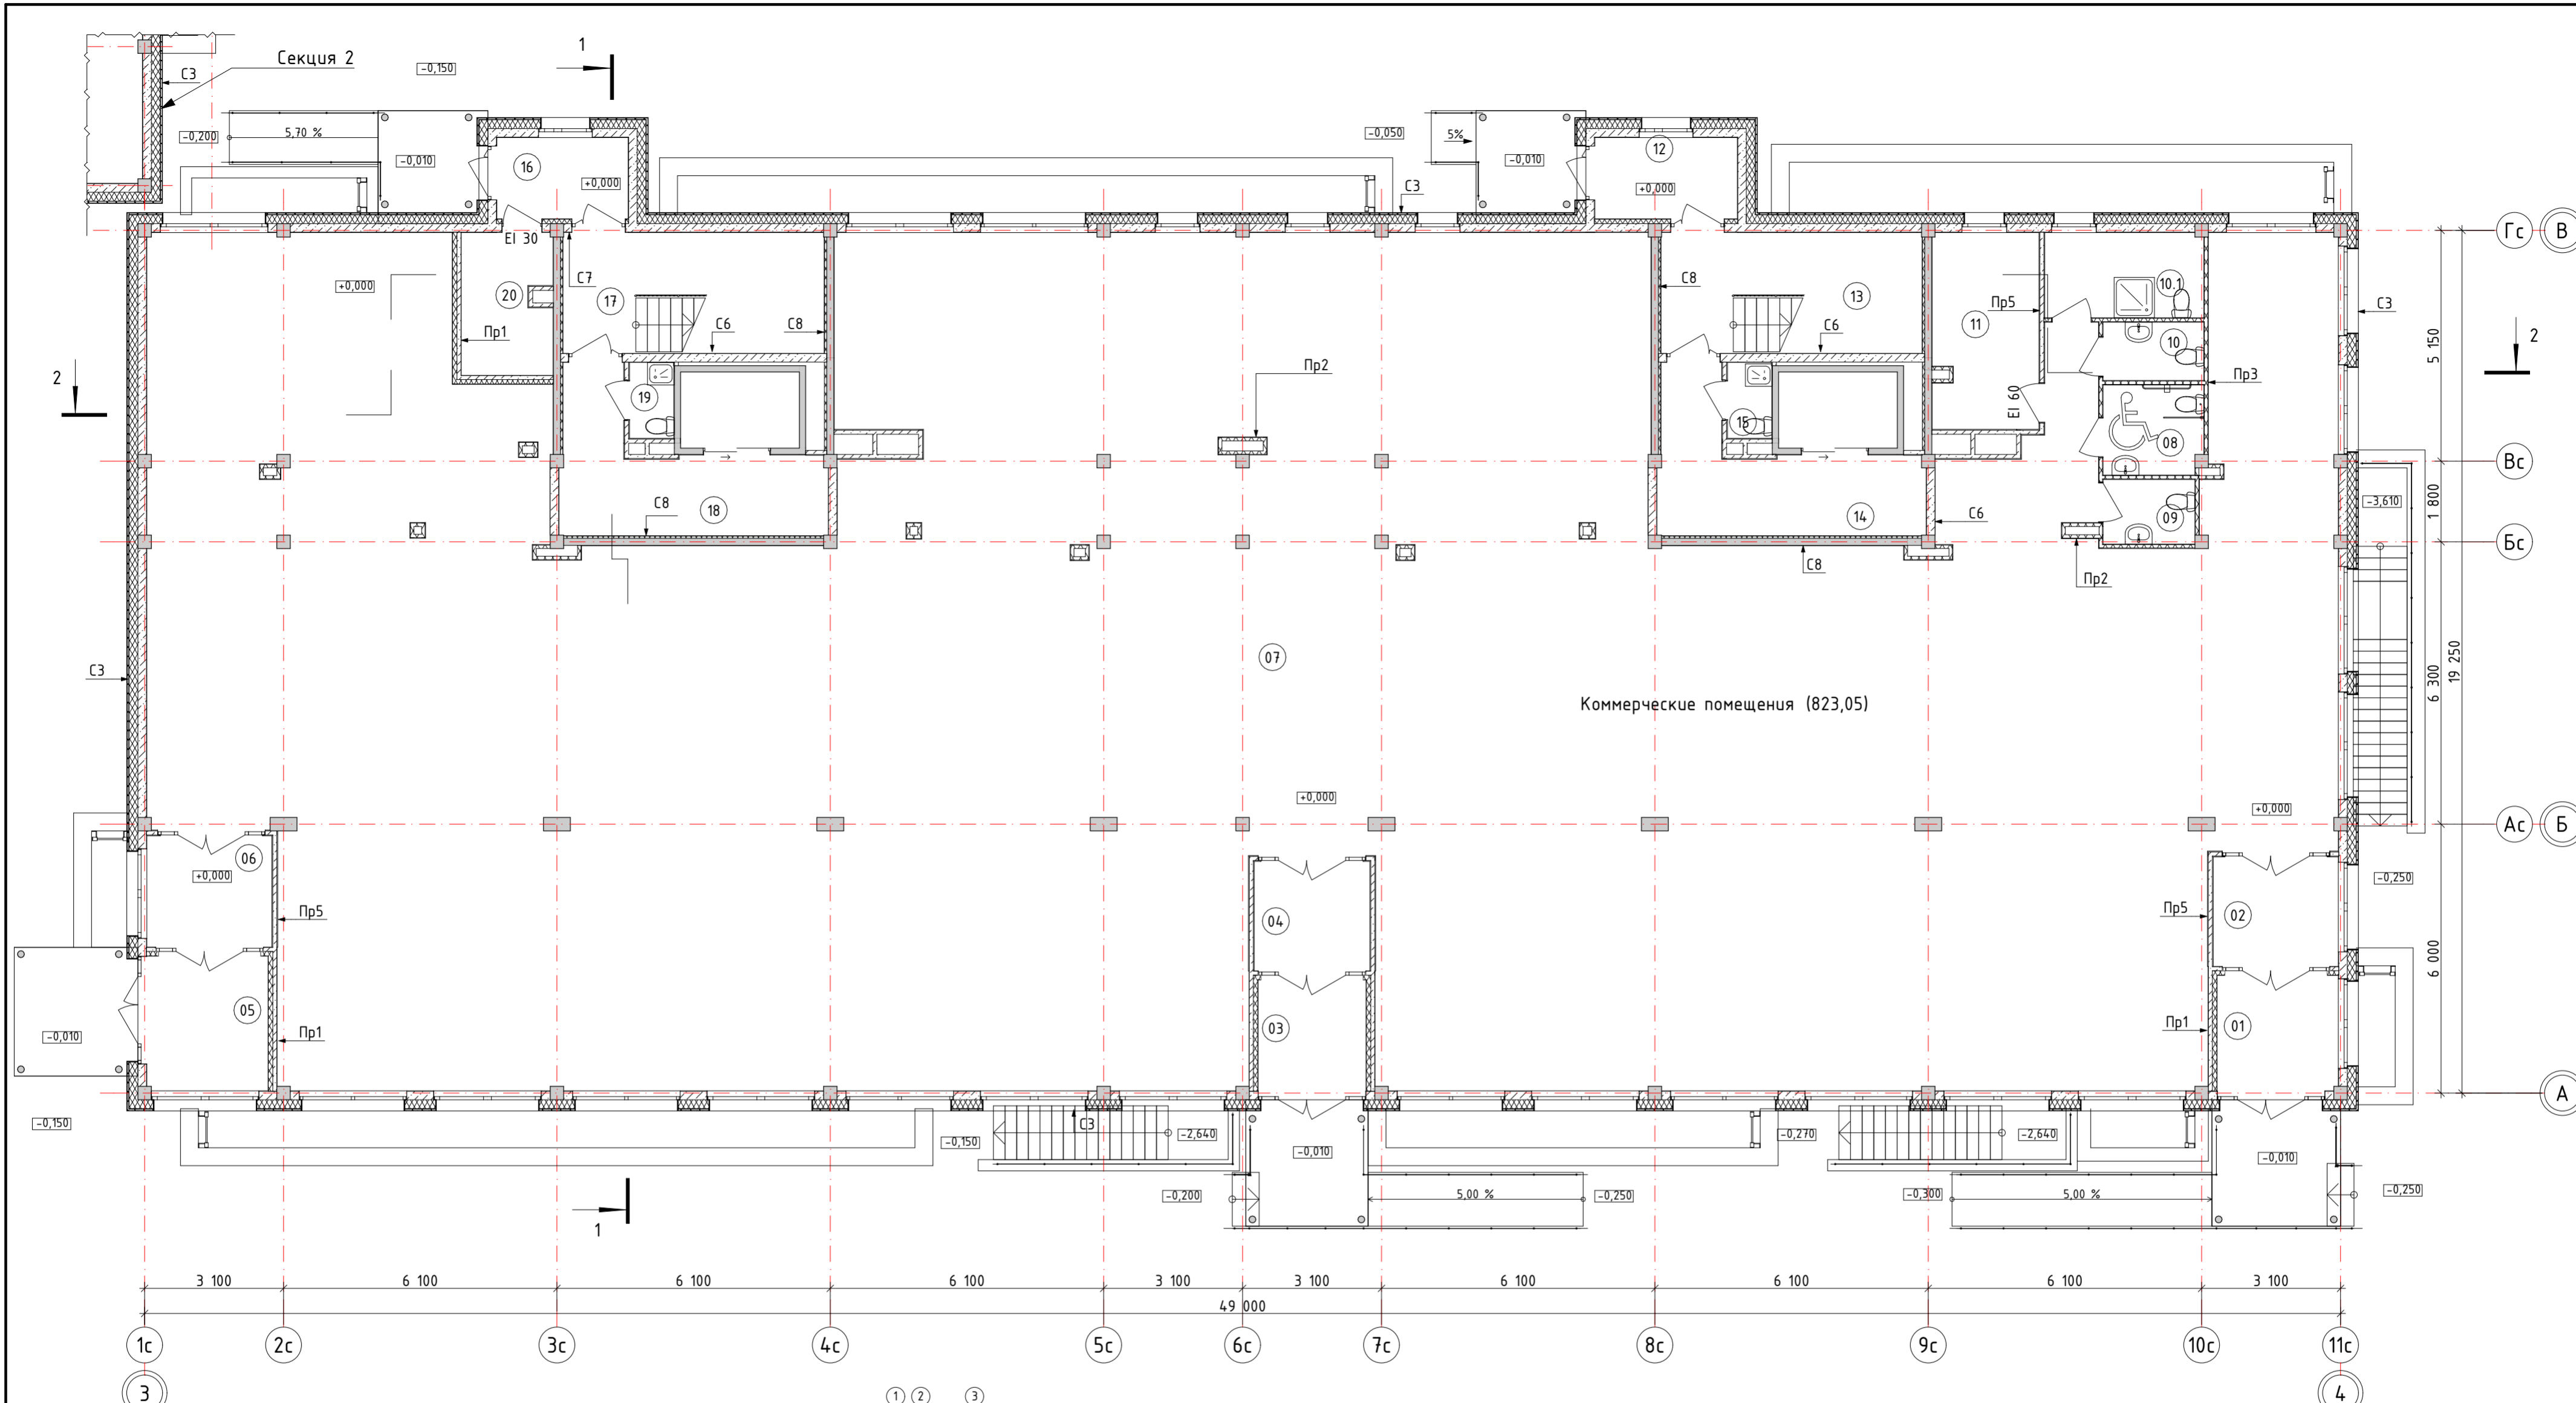 1
Секция 2
-0,150
С3
-0,200
5,70 %
-0,010
16
+0,000
-0,050
5%
-0,010
12
+0,000
С3
EI 30
Гс
В
+0,000
20
С7
17
Пр1
С6
С8
С8
13
С6
11
Пр5
10.1
10
С3
5 150
2
2
19
Пр2
15
EI 60
Пр3
08
Вс
18
С8
14
С6
09
-3,610
1 800
Бс
С8
Пр2
С3
07
Коммерческие помещения (823,05)
6 300
19 250
+0,000
+0,000
Ас
Б
06
+0,000
Пр5
04
Пр5
02
-0,250
6 000
05
Пр1
03
Пр1
01
-0,010
А
-0,150
-0,150
С3
-2,640
-0,010
-0,270
-2,640
-0,010
-0,200
5,00 %
-0,250
-0,300
5,00 %
-0,250
1
3 100
6 100
6 100
6 100
3 100
3 100
6 100
6 100
6 100
3 100
49 000
1с
2с
3с
4с
5с
6с
7с
8с
9с
10с
11с
3
1
2
3
4